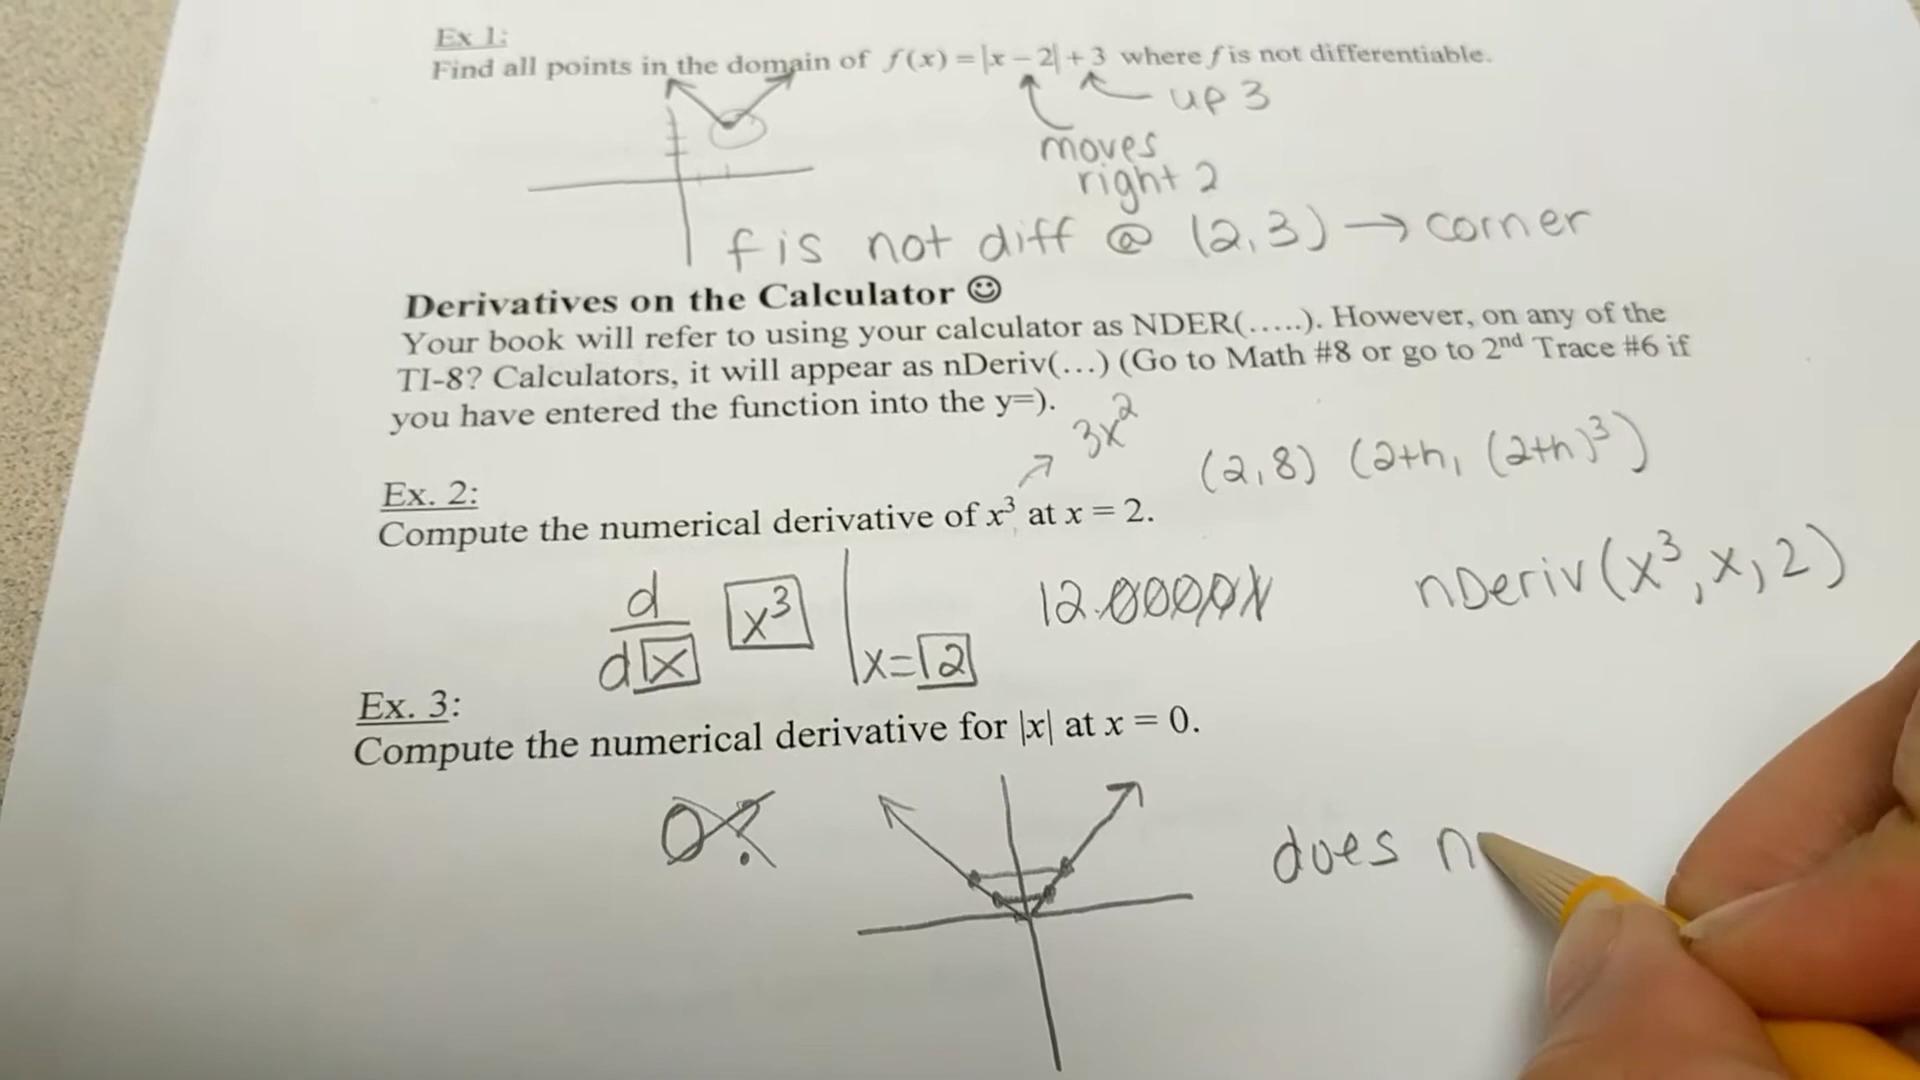 Ex 1:
Find all points in the domain of f(x) = |x − 2| + 3 where f is not differentiable.
up 3
moves
right 2
f is not diff @ (2,3) → corner
Derivatives on the Calculator ☺
Your book will refer to using your calculator as NDER(.....). However, on any of the
TI-8? Calculators, it will appear as nDeriv(...) (Go to Math #8 or go to 2nd Trace #6 if
you have entered the function into the y=).
3x²
(2,8) (2+h, (2+h)³)
Ex. 2:
Compute the numerical derivative of x³ at x = 2.
d/dx x³ | x=2
12.00001
nDeriv(x³, x, 2)
Ex. 3:
Compute the numerical derivative for |x| at x = 0.
0?
does n